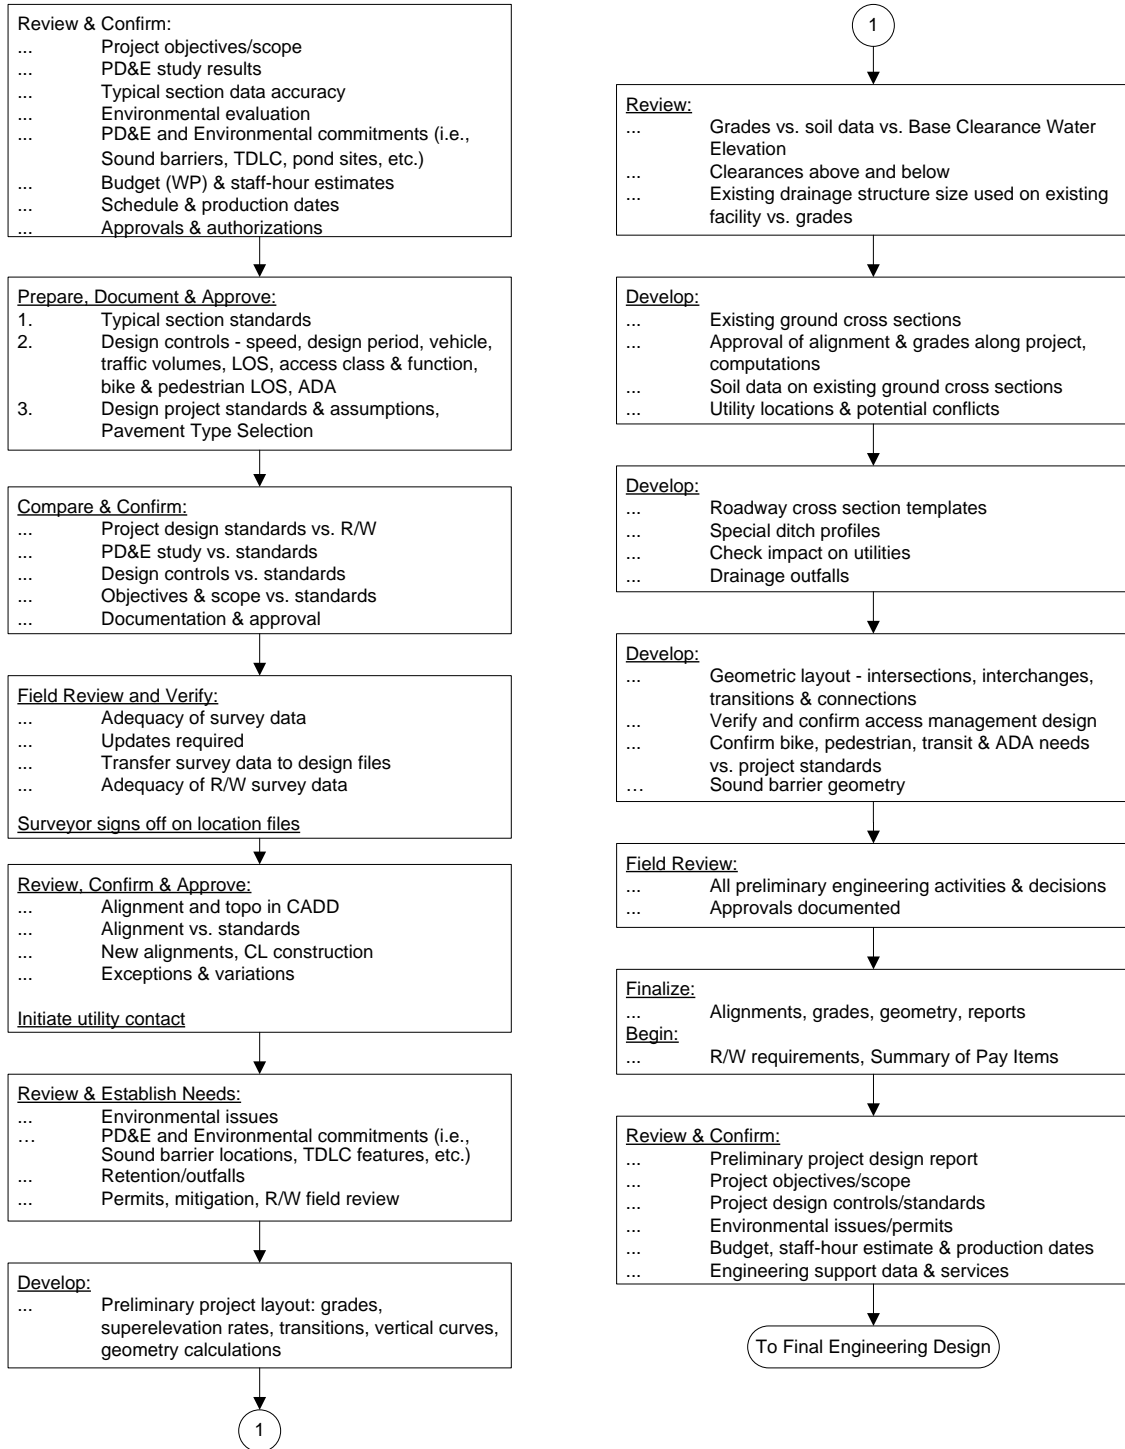 Review & Confirm:
... Project objectives/scope
... PD&E study results
... Typical section data accuracy
... Environmental evaluation
... PD&E and Environmental commitments (i.e.,
Sound barriers, TDLC, pond sites, etc.)
... Budget (WP) & staff-hour estimates
... Schedule & production dates
... Approvals & authorizations
Prepare, Document & Approve:
1. Typical section standards
2. Design controls - speed, design period, vehicle,
traffic volumes, LOS, access class & function,
bike & pedestrian LOS, ADA
3. Design project standards & assumptions,
Pavement Type Selection
Compare & Confirm:
... Project design standards vs. R/W
... PD&E study vs. standards
... Design controls vs. standards
... Objectives & scope vs. standards
... Documentation & approval
Field Review and Verify:
... Adequacy of survey data
... Updates required
... Transfer survey data to design files
... Adequacy of R/W survey data
Surveyor signs off on location files
Review, Confirm & Approve:
... Alignment and topo in CADD
... Alignment vs. standards
... New alignments, CL construction
... Exceptions & variations
Initiate utility contact
Review & Establish Needs:
... Environmental issues
… PD&E and Environmental commitments (i.e.,
Sound barrier locations, TDLC features, etc.)
... Retention/outfalls
... Permits, mitigation, R/W field review
Develop:
... Preliminary project layout: grades,
superelevation rates, transitions, vertical curves,
geometry calculations
1
1
Review:
... Grades vs. soil data vs. Base Clearance Water
Elevation
... Clearances above and below
... Existing drainage structure size used on existing
facility vs. grades
Develop:
... Existing ground cross sections
... Approval of alignment & grades along project,
computations
... Soil data on existing ground cross sections
... Utility locations & potential conflicts
Develop:
... Roadway cross section templates
... Special ditch profiles
... Check impact on utilities
... Drainage outfalls
Develop:
... Geometric layout - intersections, interchanges,
transitions & connections
... Verify and confirm access management design
... Confirm bike, pedestrian, transit & ADA needs
vs. project standards
… Sound barrier geometry
Field Review:
... All preliminary engineering activities & decisions
... Approvals documented
Finalize:
... Alignments, grades, geometry, reports
Begin:
... R/W requirements, Summary of Pay Items
Review & Confirm:
... Preliminary project design report
... Project objectives/scope
... Project design controls/standards
... Environmental issues/permits
... Budget, staff-hour estimate & production dates
... Engineering support data & services
To Final Engineering Design